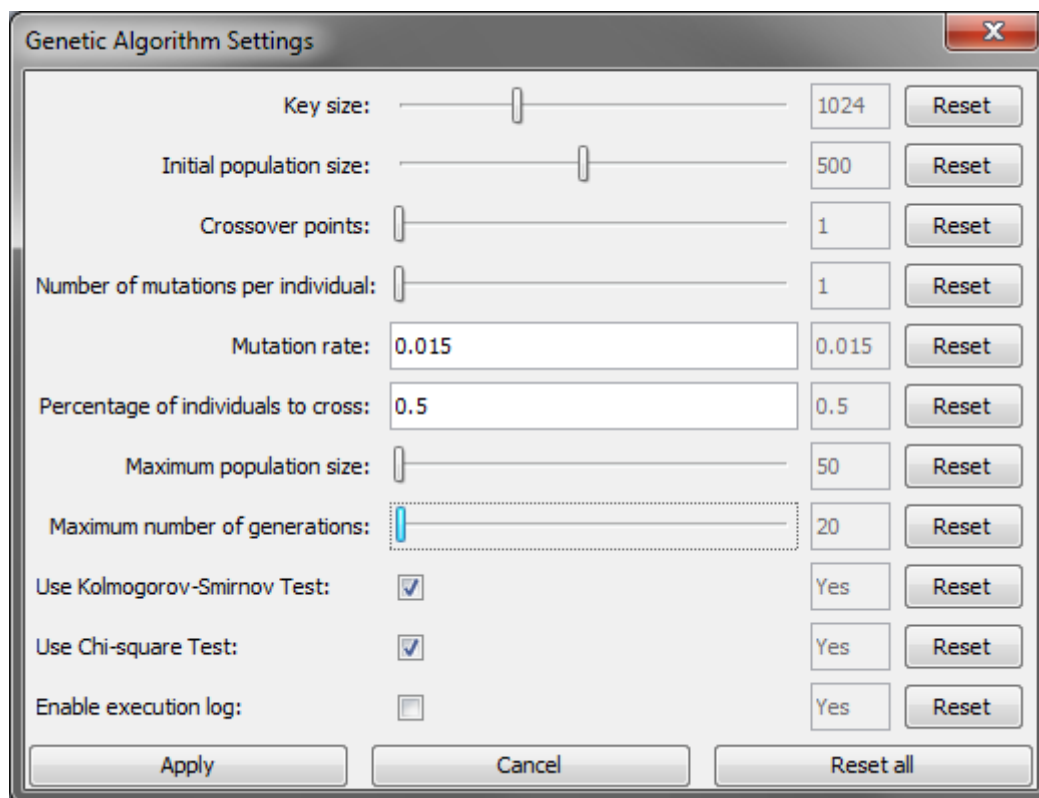 Genetic Algorithm Settings
Key size: 1024 Reset
Initial population size: 500 Reset
Crossover points: 1 Reset
Number of mutations per individual: 1 Reset
Mutation rate: 0.015 0.015 Reset
Percentage of individuals to cross: 0.5 0.5 Reset
Maximum population size: 50 Reset
Maximum number of generations: 20 Reset
Use Kolmogorov-Smirnov Test: Yes Reset
Use Chi-square Test: Yes Reset
Enable execution log: Yes Reset
Apply Cancel Reset all